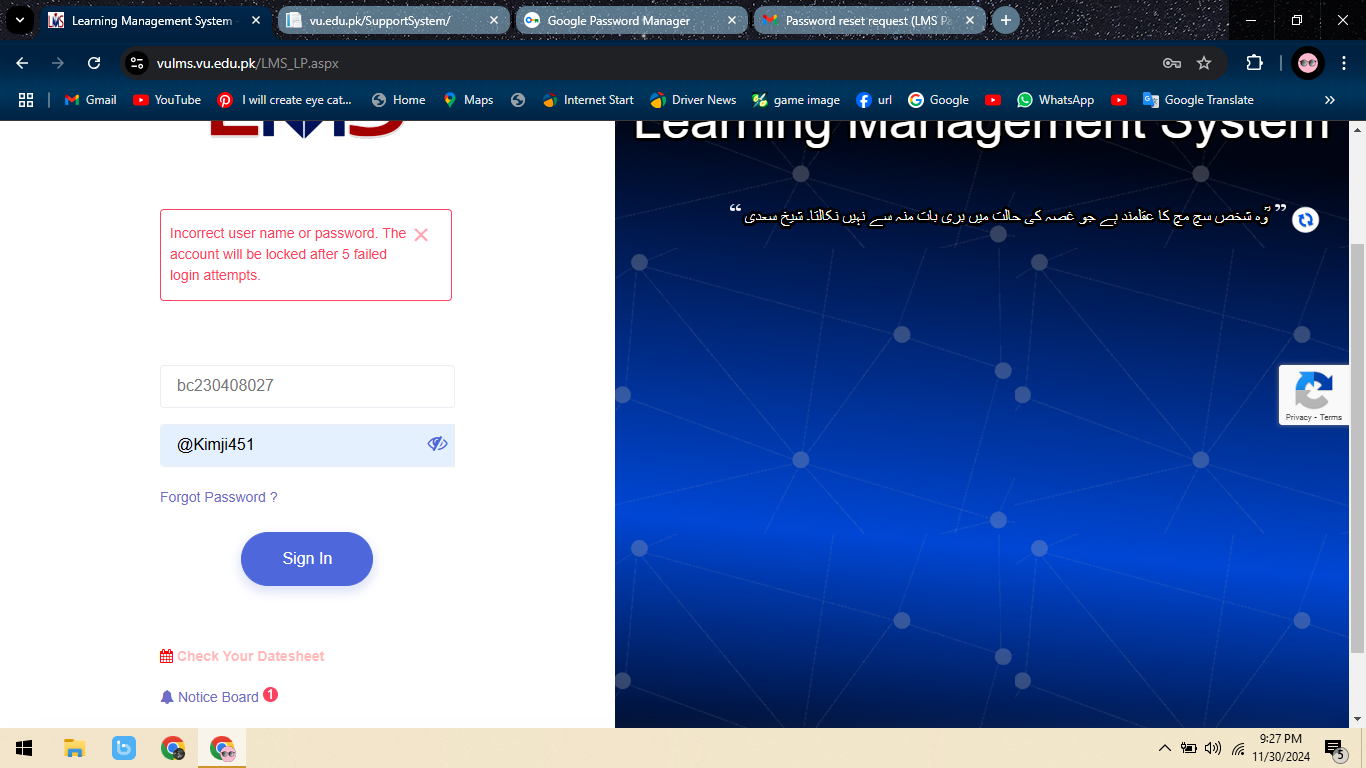 Learning Management System -
vu.edu.pk/SupportSystem/
Google Password Manager
Password reset request (LMS Pa
vulms.vu.edu.pk/LMS_LP.aspx
Gmail
YouTube
I will create eye cat...
Home
Maps
Internet Start
Driver News
game image
url
Google
WhatsApp
Google Translate
»
LMS
Learning Management System
“ وہ شخص سچ مچ کا عقلمند ہے جو غصہ کی حالت میں بری بات منہ سے نہیں نکالتا۔ شیخ سعدی ”
Incorrect user name or password. The
account will be locked after 5 failed
login attempts.
bc230408027
@Kimji451
Forgot Password ?
Sign In
Privacy - Terms
Check Your Datesheet
Notice Board 1
9:27 PM
11/30/2024
5